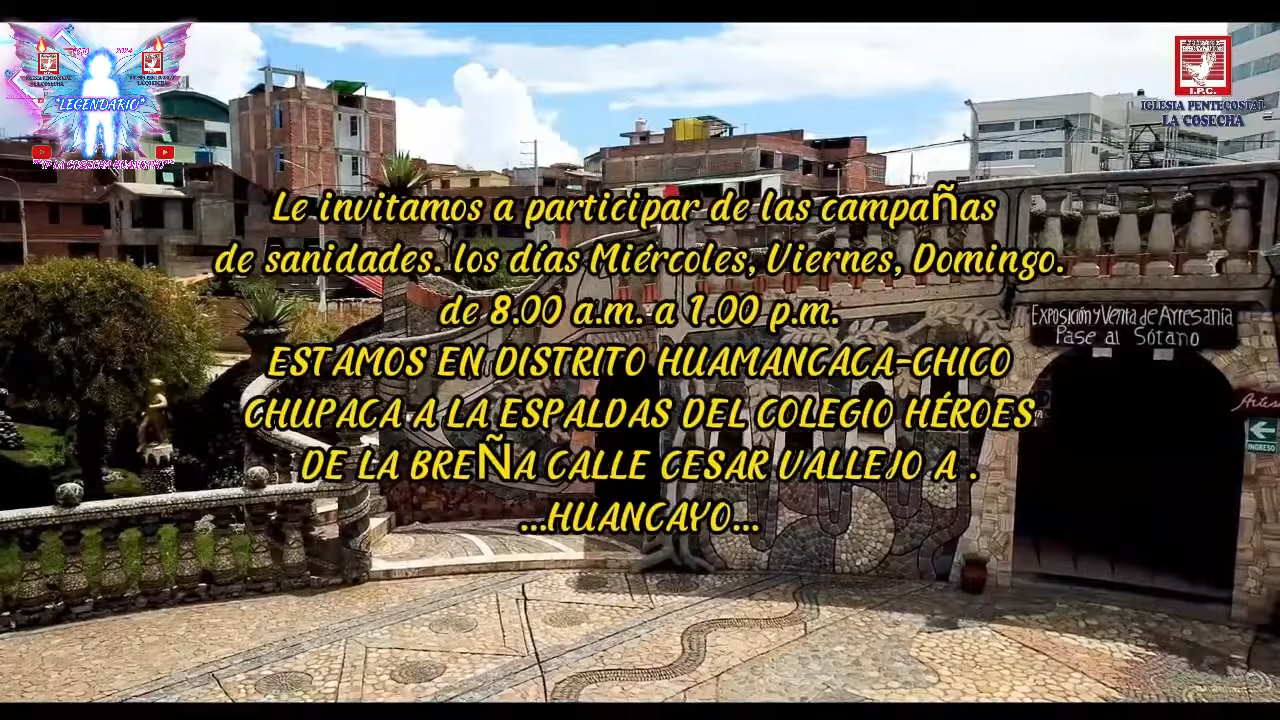 2024
"LEGENDARIO"
I.P.C.
IGLESIA PENTECOSTAL
LA COSECHA
Le invitamos a participar de las campañas
de sanidades. los días Miércoles, Viernes, Domingo.
de 8.00 a.m. a 1.00 p.m.
ESTAMOS EN DISTRITO HUAMANCACA-CHICO
CHUPACA A LA ESPALDAS DEL COLEGIO HÉROES
DE LA BREÑA CALLE CESAR VALLEJO A .
...HUANCAYO...
Exposición y Venta de Artesanía
Pase al Sótano
INGRESO